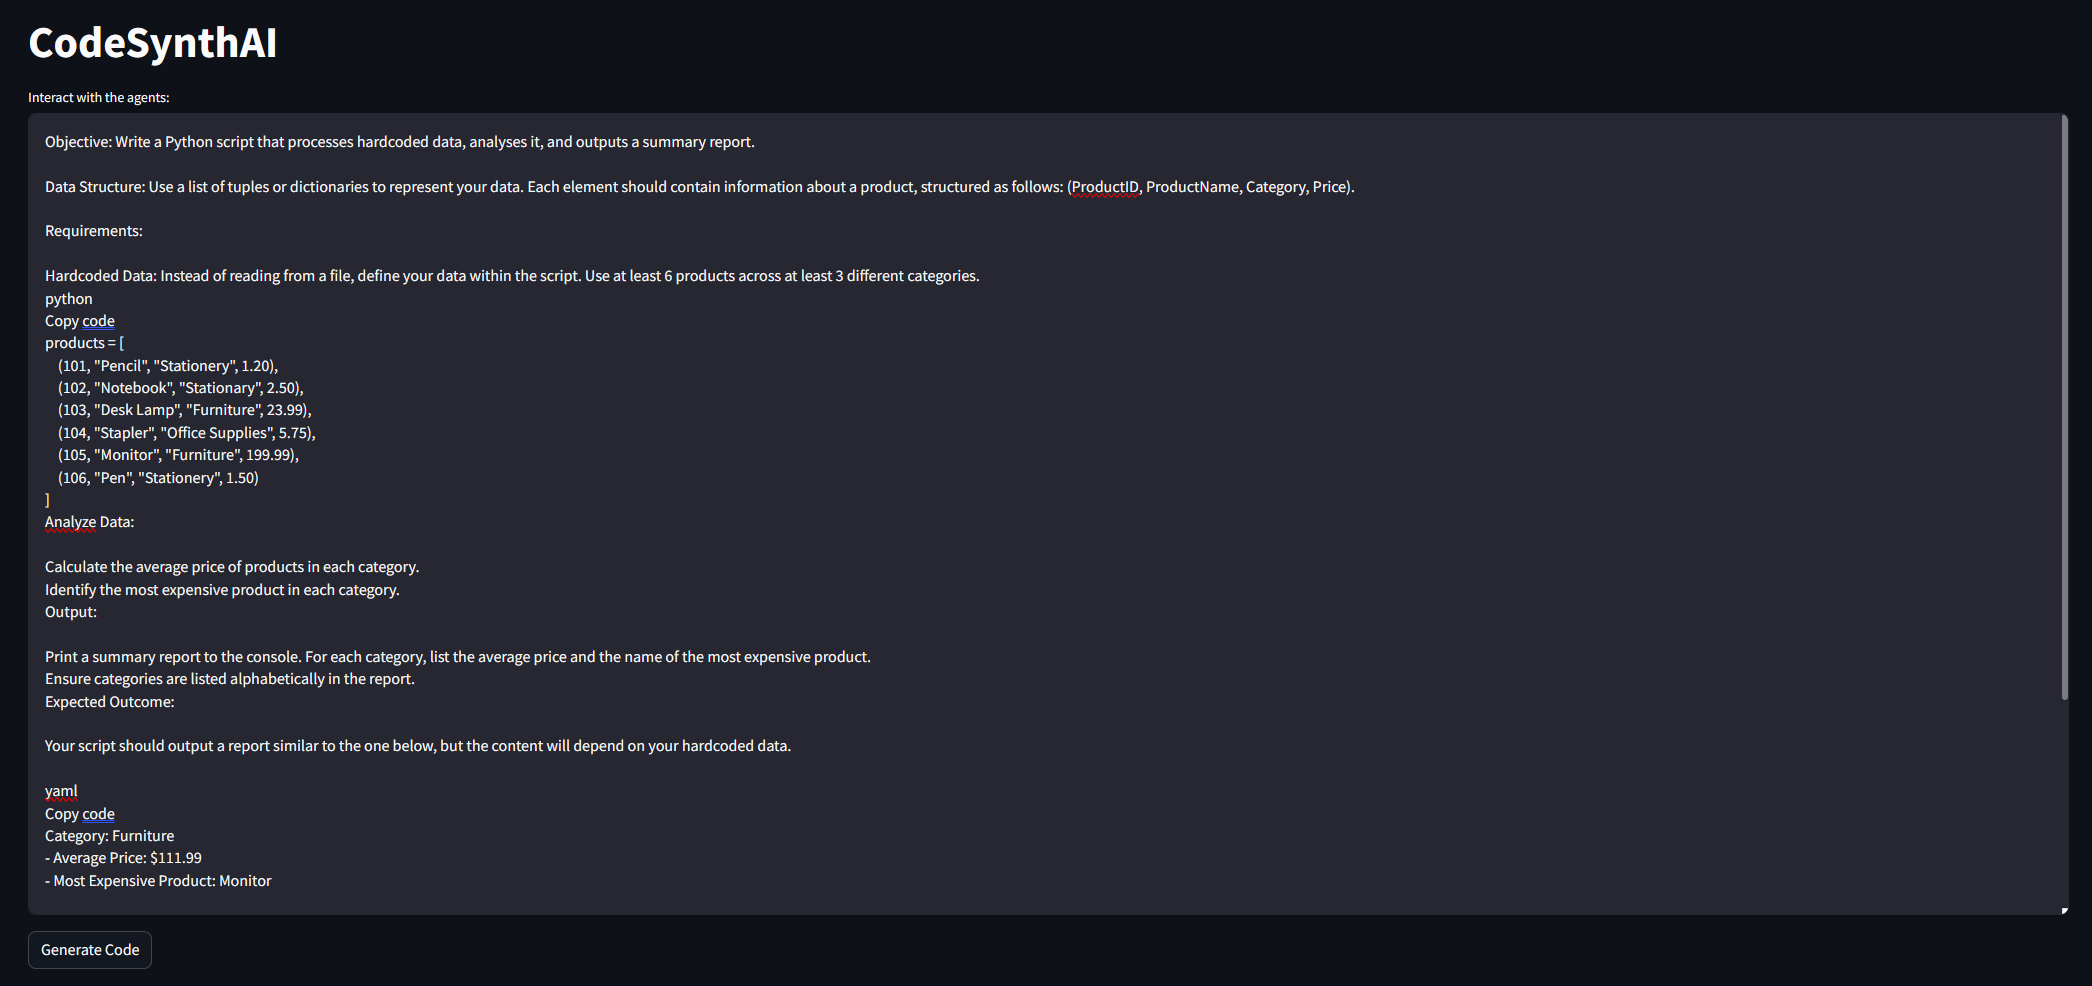 CodeSynthAI
Interact with the agents:
Objective: Write a Python script that processes hardcoded data, analyses it, and outputs a summary report.
Data Structure: Use a list of tuples or dictionaries to represent your data. Each element should contain information about a product, structured as follows: (ProductID, ProductName, Category, Price).
Requirements:
Hardcoded Data: Instead of reading from a file, define your data within the script. Use at least 6 products across at least 3 different categories.
python
Copy code
products = [
(101, "Pencil", "Stationery", 1.20),
(102, "Notebook", "Stationary", 2.50),
(103, "Desk Lamp", "Furniture", 23.99),
(104, "Stapler", "Office Supplies", 5.75),
(105, "Monitor", "Furniture", 199.99),
(106, "Pen", "Stationery", 1.50)
]
Analyze Data:
Calculate the average price of products in each category.
Identify the most expensive product in each category.
Output:
Print a summary report to the console. For each category, list the average price and the name of the most expensive product.
Ensure categories are listed alphabetically in the report.
Expected Outcome:
Your script should output a report similar to the one below, but the content will depend on your hardcoded data.
yaml
Copy code
Category: Furniture
- Average Price: $111.99
- Most Expensive Product: Monitor
Generate Code